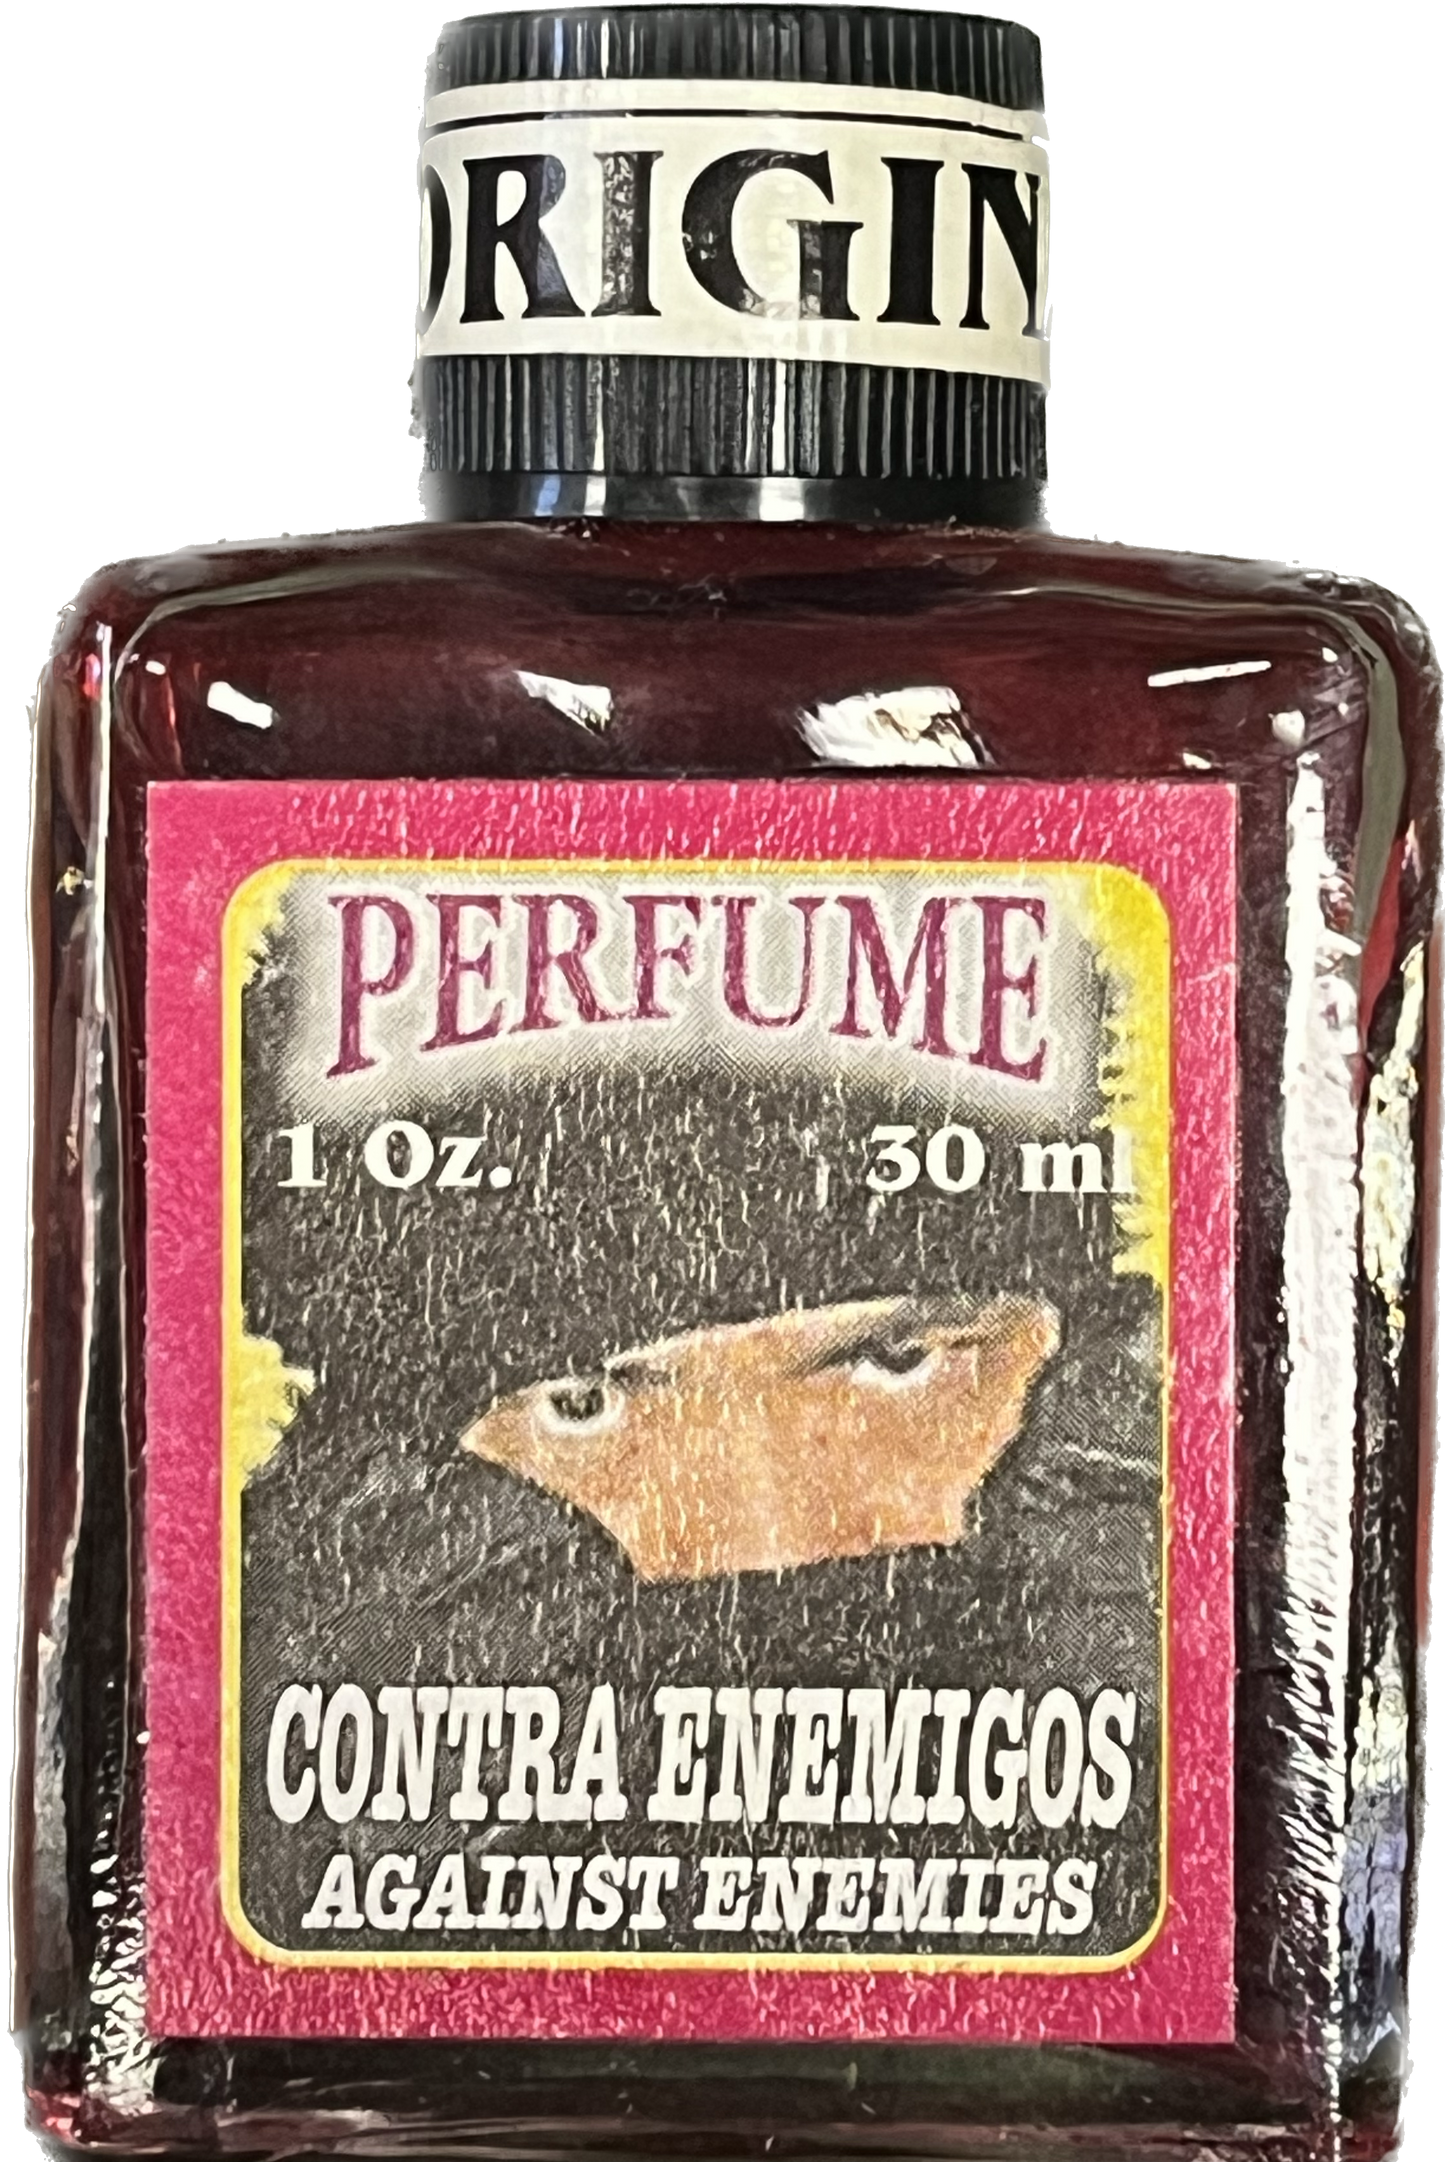 ORIGIN
PERFUME
1 Oz. 30 ml
CONTRA ENEMIGOS
AGAINST ENEMIES